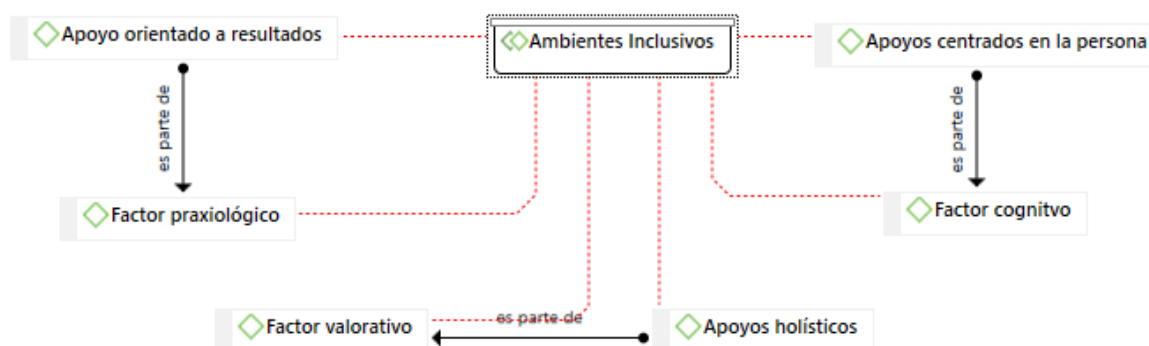 Apoyo orientado a resultados
Ambientes Inclusivos
Apoyos centrados en la persona
es parte de
es parte de
Factor praxiológico
Factor cognitvo
Factor valorativo
es parte de
Apoyos holísticos